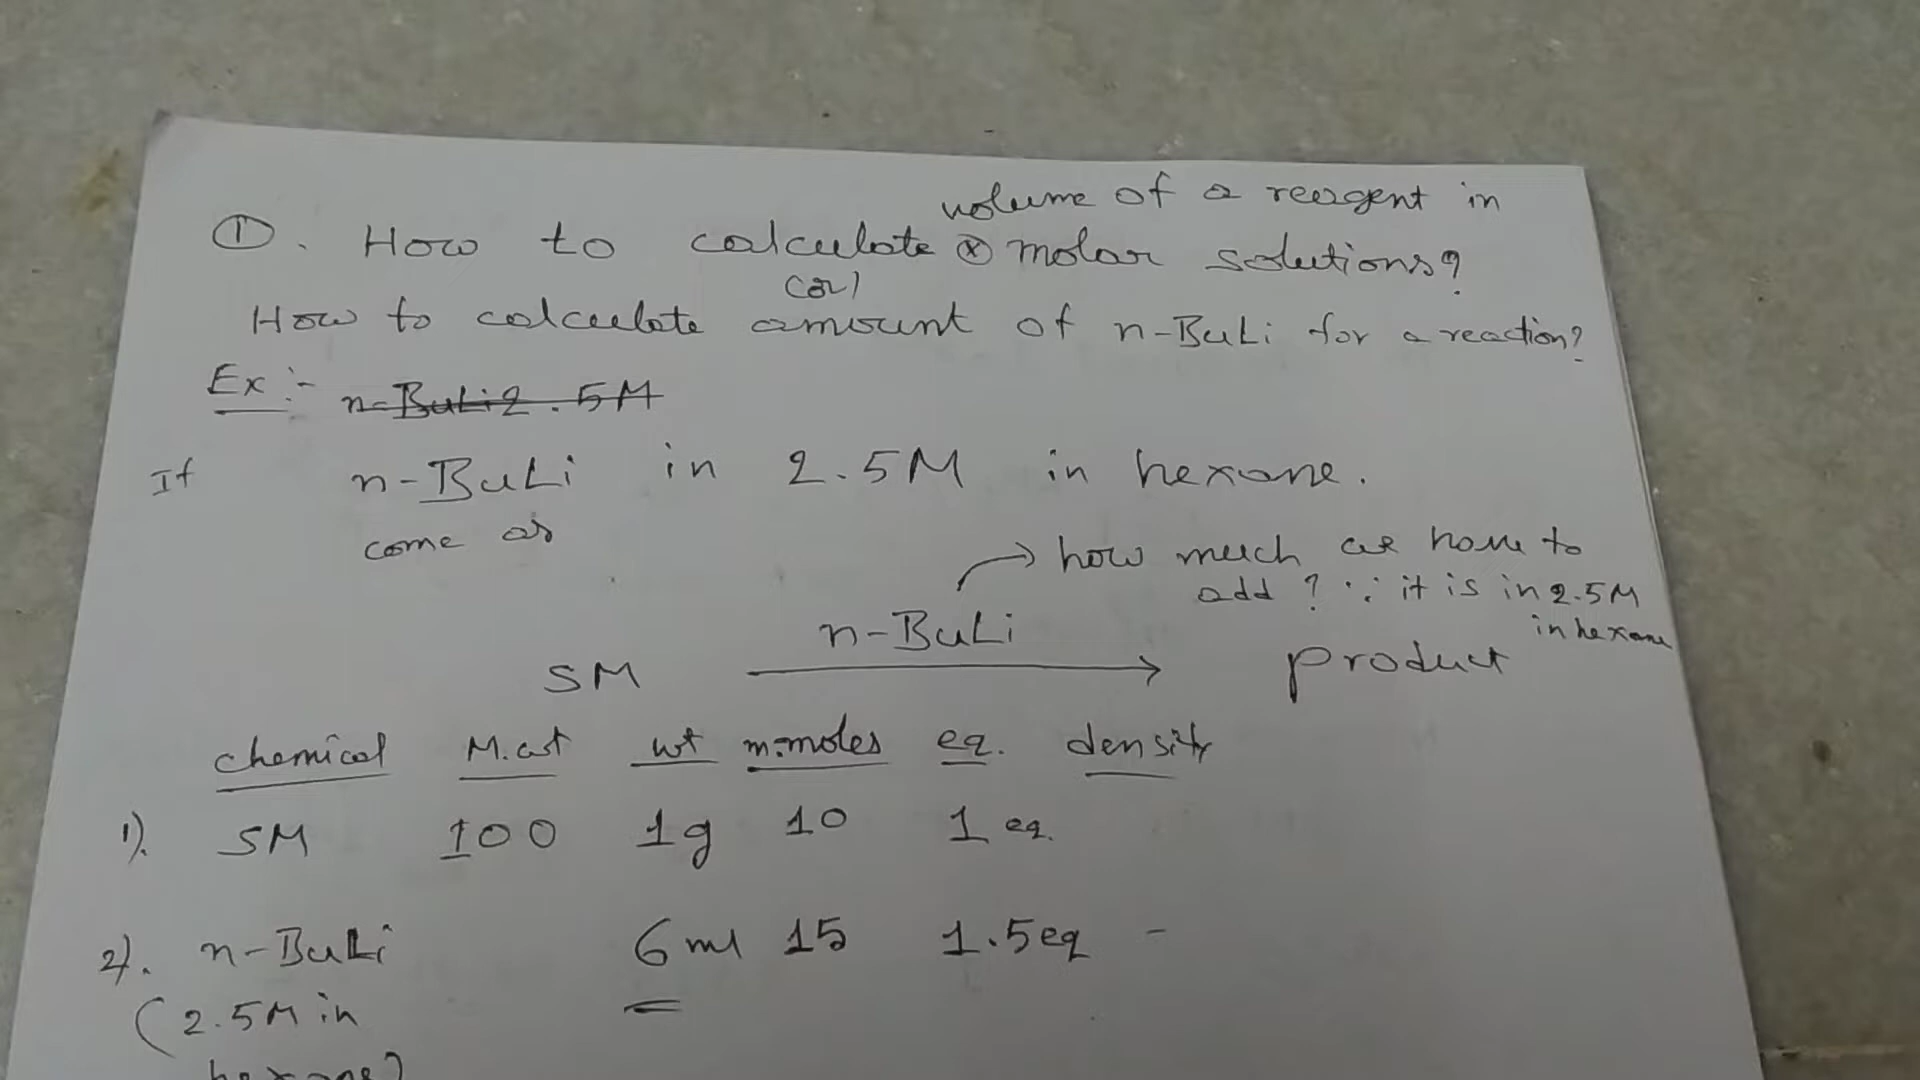 volume of a reagent in
①. How to calculate ⊗ molar solutions?
(or)
How to calculate amount of n-BuLi for a reaction?
Ex :- n-BuLi 2.5M
If n-BuLi in 2.5M in hexane.
come as
→ how much we have to
add ? ∵ it is in 2.5M
in hexane
n-BuLi
SM → product
chemical M.wt wt m.moles eq. density
1). SM 100 1g 10 1 eq.
2). n-BuLi 6 ml 15 1.5eq -
(2.5M in
hexane)